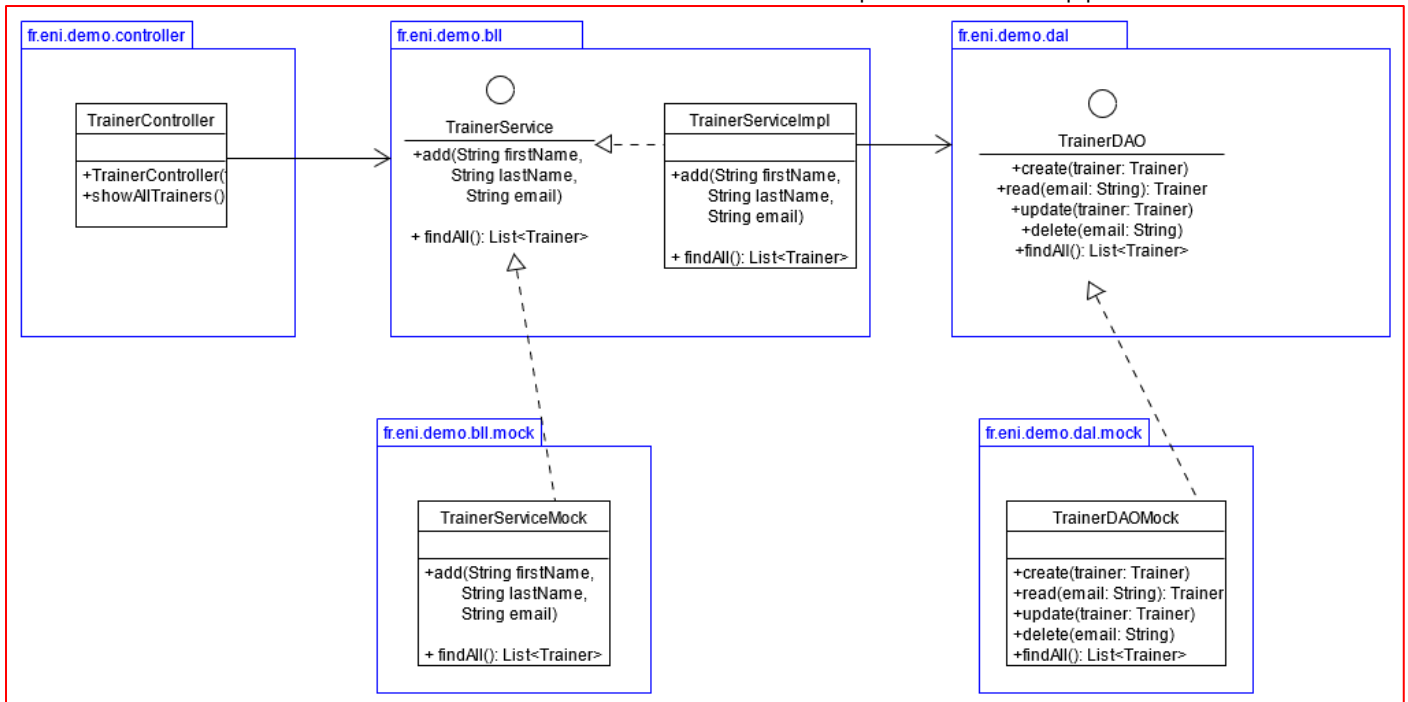 fr.eni.demo.controller
TrainerController
+TrainerController(
+showAllTrainers()
fr.eni.demo.bll
TrainerService
+add(String firstName,
String lastName,
String email)
+ findAll(): List<Trainer>
TrainerServiceImpl
+add(String firstName,
String lastName,
String email)
+ findAll(): List<Trainer>
fr.eni.demo.dal
TrainerDAO
+create(trainer: Trainer)
+read(email: String): Trainer
+update(trainer: Trainer)
+delete(email: String)
+findAll(): List<Trainer>
fr.eni.demo.bll.mock
TrainerServiceMock
+add(String firstName,
String lastName,
String email)
+ findAll(): List<Trainer>
fr.eni.demo.dal.mock
TrainerDAOMock
+create(trainer: Trainer)
+read(email: String): Trainer
+update(trainer: Trainer)
+delete(email: String)
+findAll(): List<Trainer>